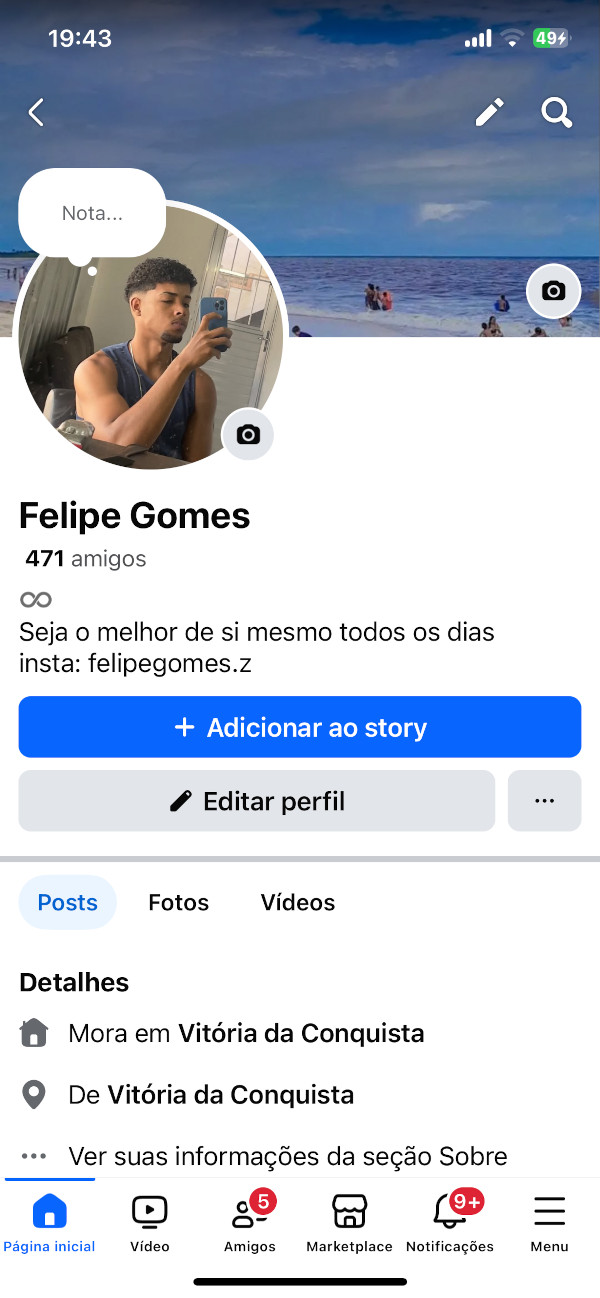 19:43
49
Nota...
Felipe Gomes
471 amigos
Seja o melhor de si mesmo todos os dias
insta: felipegomes.z
+ Adicionar ao story
Editar perfil
Posts Fotos Vídeos
Detalhes
Mora em Vitória da Conquista
De Vitória da Conquista
Ver suas informações da seção Sobre
5 9+
Página inicial Vídeo Amigos Marketplace Notificações Menu